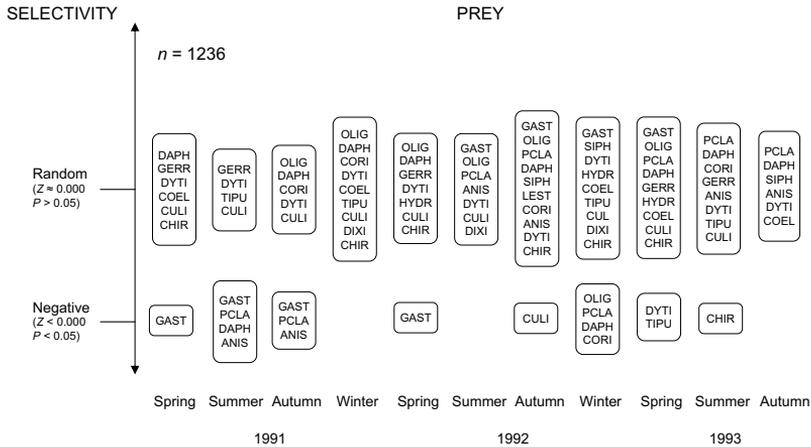 SELECTIVITY
PREY
n = 1236
Random
(Z ≈ 0.000
P > 0.05)
DAPH
GERR
DYTI
COEL
CULI
CHIR
GERR
DYTI
TIPU
CULI
OLIG
DAPH
CORI
DYTI
CULI
OLIG
DAPH
CORI
DYTI
COEL
TIPU
CULI
DIXI
CHIR
OLIG
DAPH
GERR
DYTI
HYDR
CULI
CHIR
GAST
OLIG
PCLA
ANIS
DYTI
CULI
DIXI
GAST
OLIG
PCLA
DAPH
SIPH
LEST
CORI
ANIS
DYTI
CHIR
GAST
SIPH
DYTI
HYDR
COEL
TIPU
CUL
DIXI
CHIR
GAST
OLIG
PCLA
DAPH
GERR
HYDR
COEL
CULI
CHIR
PCLA
DAPH
CORI
GERR
ANIS
DYTI
TIPU
CULI
PCLA
DAPH
SIPH
ANIS
DYTI
COEL
Negative
(Z < 0.000
P < 0.05)
GAST
GAST
PCLA
DAPH
ANIS
GAST
PCLA
ANIS
GAST
CULI
OLIG
PCLA
DAPH
CORI
DYTI
TIPU
CHIR
Spring Summer Autumn Winter Spring Summer Autumn Winter Spring Summer Autumn
1991 1992 1993